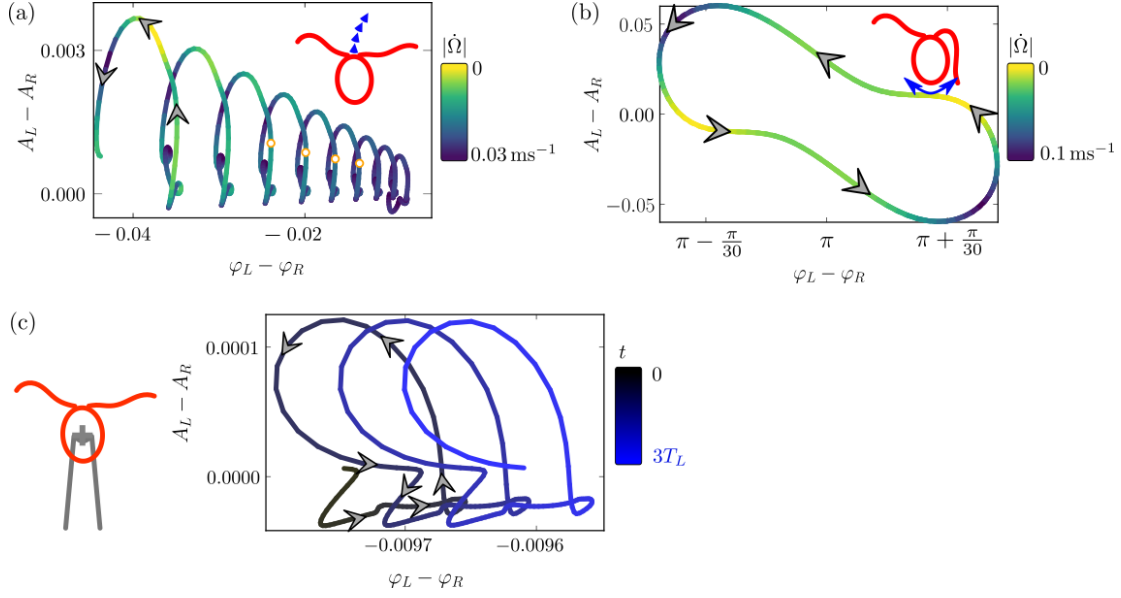 (a)
A_L − A_R
0.003
0.000
−0.04
−0.02
φ_L − φ_R
|Ω̇|
0
0.03 ms⁻¹
(b)
A_L − A_R
0.05
0.00
−0.05
π − π/30
π
π + π/30
φ_L − φ_R
|Ω̇|
0
0.1 ms⁻¹
(c)
A_L − A_R
0.0001
0.0000
−0.0097
−0.0096
φ_L − φ_R
t
0
3T_L